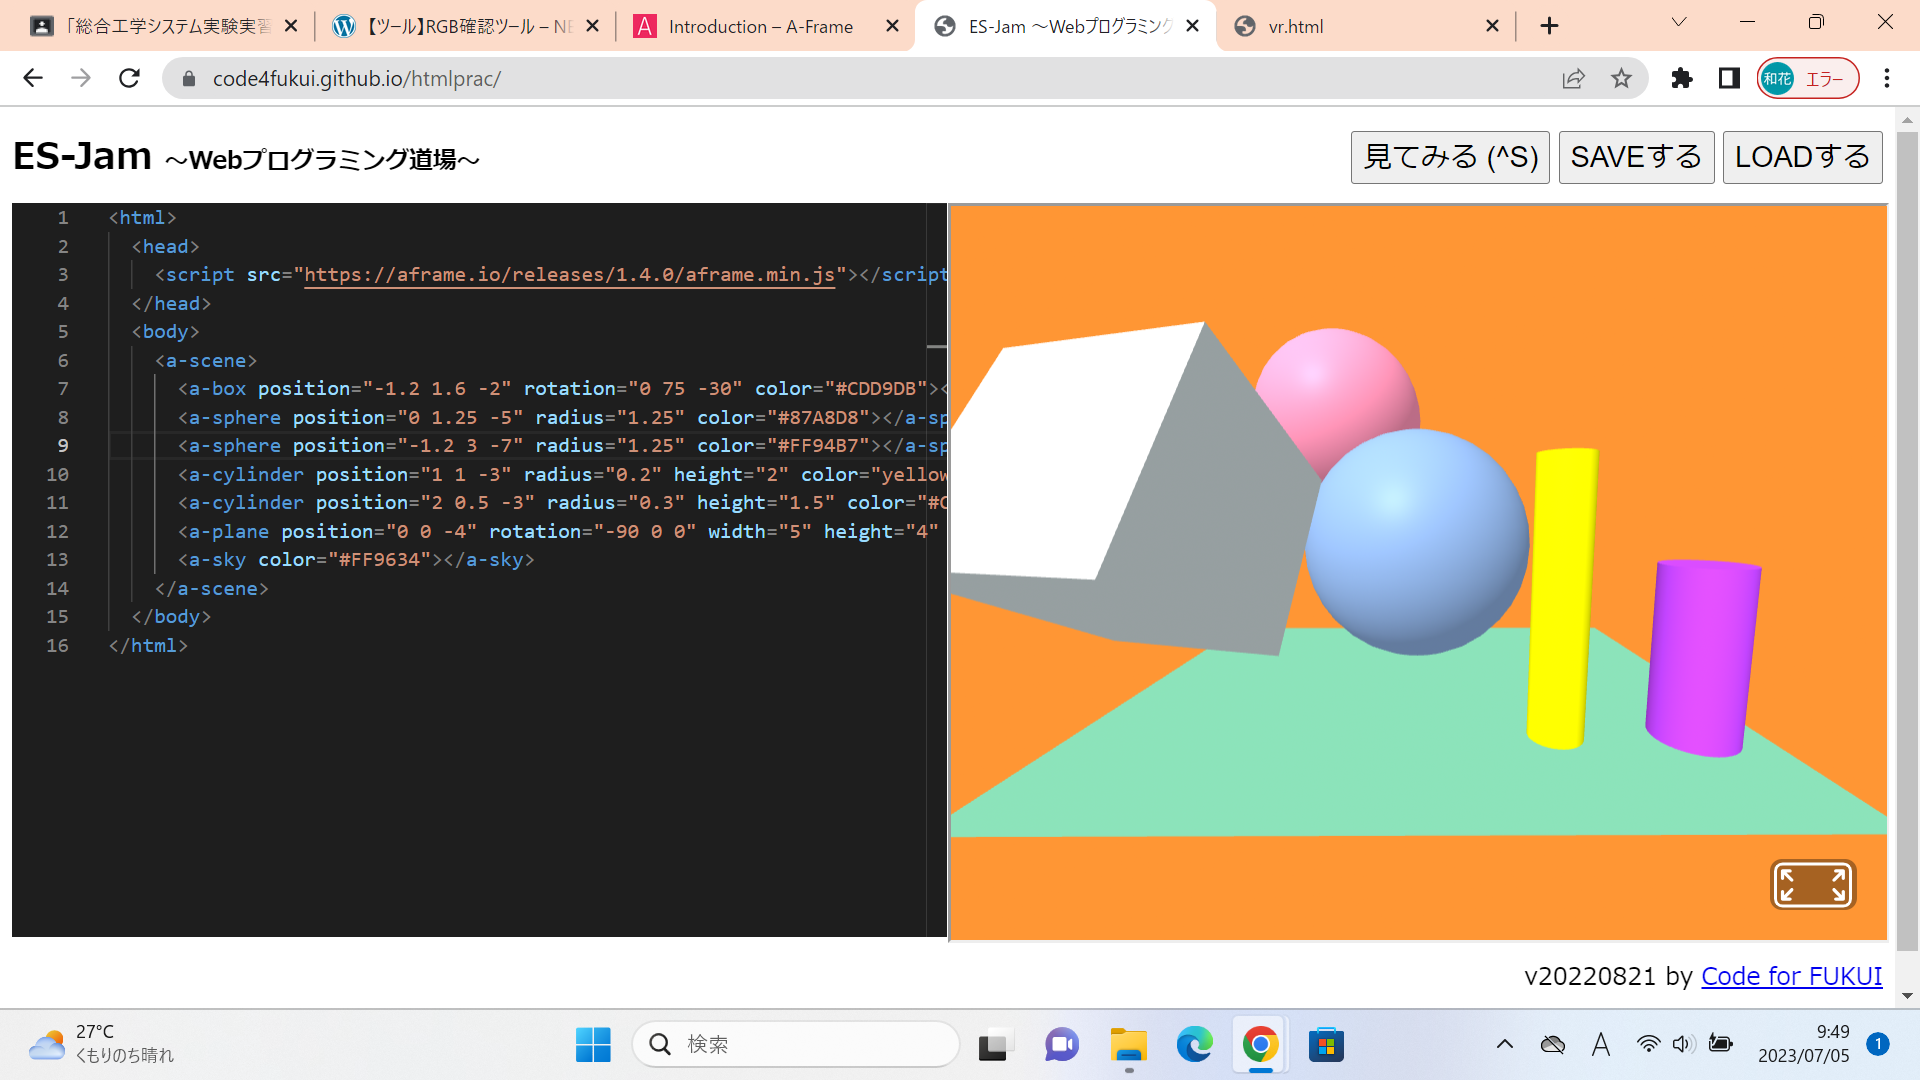 「総合工学システム実験実習
【ツール】RGB確認ツール – NE
Introduction – A-Frame
ES-Jam ～Webプログラミング
vr.html
code4fukui.github.io/htmlprac/
和花 エラー
ES-Jam ～Webプログラミング道場～
見てみる (^S)
SAVEする
LOADする
1 <html>
2 <head>
3 <script src="https://aframe.io/releases/1.4.0/aframe.min.js"></script
4 </head>
5 <body>
6 <a-scene>
7 <a-box position="-1.2 1.6 -2" rotation="0 75 -30" color="#CDD9DB"><
8 <a-sphere position="0 1.25 -5" radius="1.25" color="#87A8D8"></a-sp
9 <a-sphere position="-1.2 3 -7" radius="1.25" color="#FF94B7"></a-sp
10 <a-cylinder position="1 1 -3" radius="0.2" height="2" color="yellow
11 <a-cylinder position="2 0.5 -3" radius="0.3" height="1.5" color="#
12 <a-plane position="0 0 -4" rotation="-90 0 0" width="5" height="4"
13 <a-sky color="#FF9634"></a-sky>
14 </a-scene>
15 </body>
16 </html>
v20220821 by Code for FUKUI
27°C
くもりのち晴れ
検索
A
9:49
2023/07/05
1